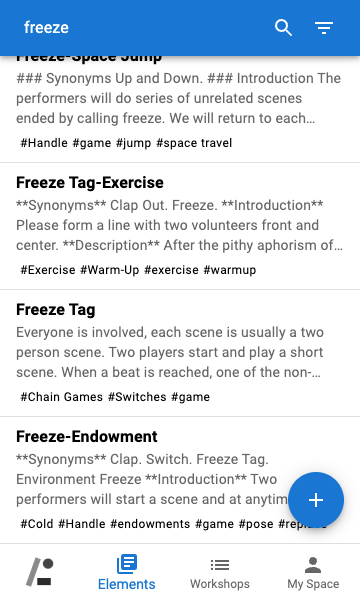 freeze
Freeze-Space Jump
### Synonyms Up and Down. ### Introduction The
performers will do series of unrelated scenes
ended by calling freeze. We will return to each…
#Handle #game #jump #space travel
Freeze Tag-Exercise
**Synonyms** Clap Out. Freeze. **Introduction**
Please form a line with two volunteers front and
center. **Description** After the pithy aphorism of…
#Exercise #Warm-Up #exercise #warmup
Freeze Tag
Everyone is involved, each scene is usually a two
person scene. Two players start and play a short
scene. When a beat is reached, one of the non-…
#Chain Games #Switches #game
Freeze-Endowment
**Synonyms** Clap. Switch. Freeze Tag.
Environment Freeze **Introduction** Two
performers will start a scene and at anytim
#Cold #Handle #endowments #game #pose
Elements
Workshops
My Space